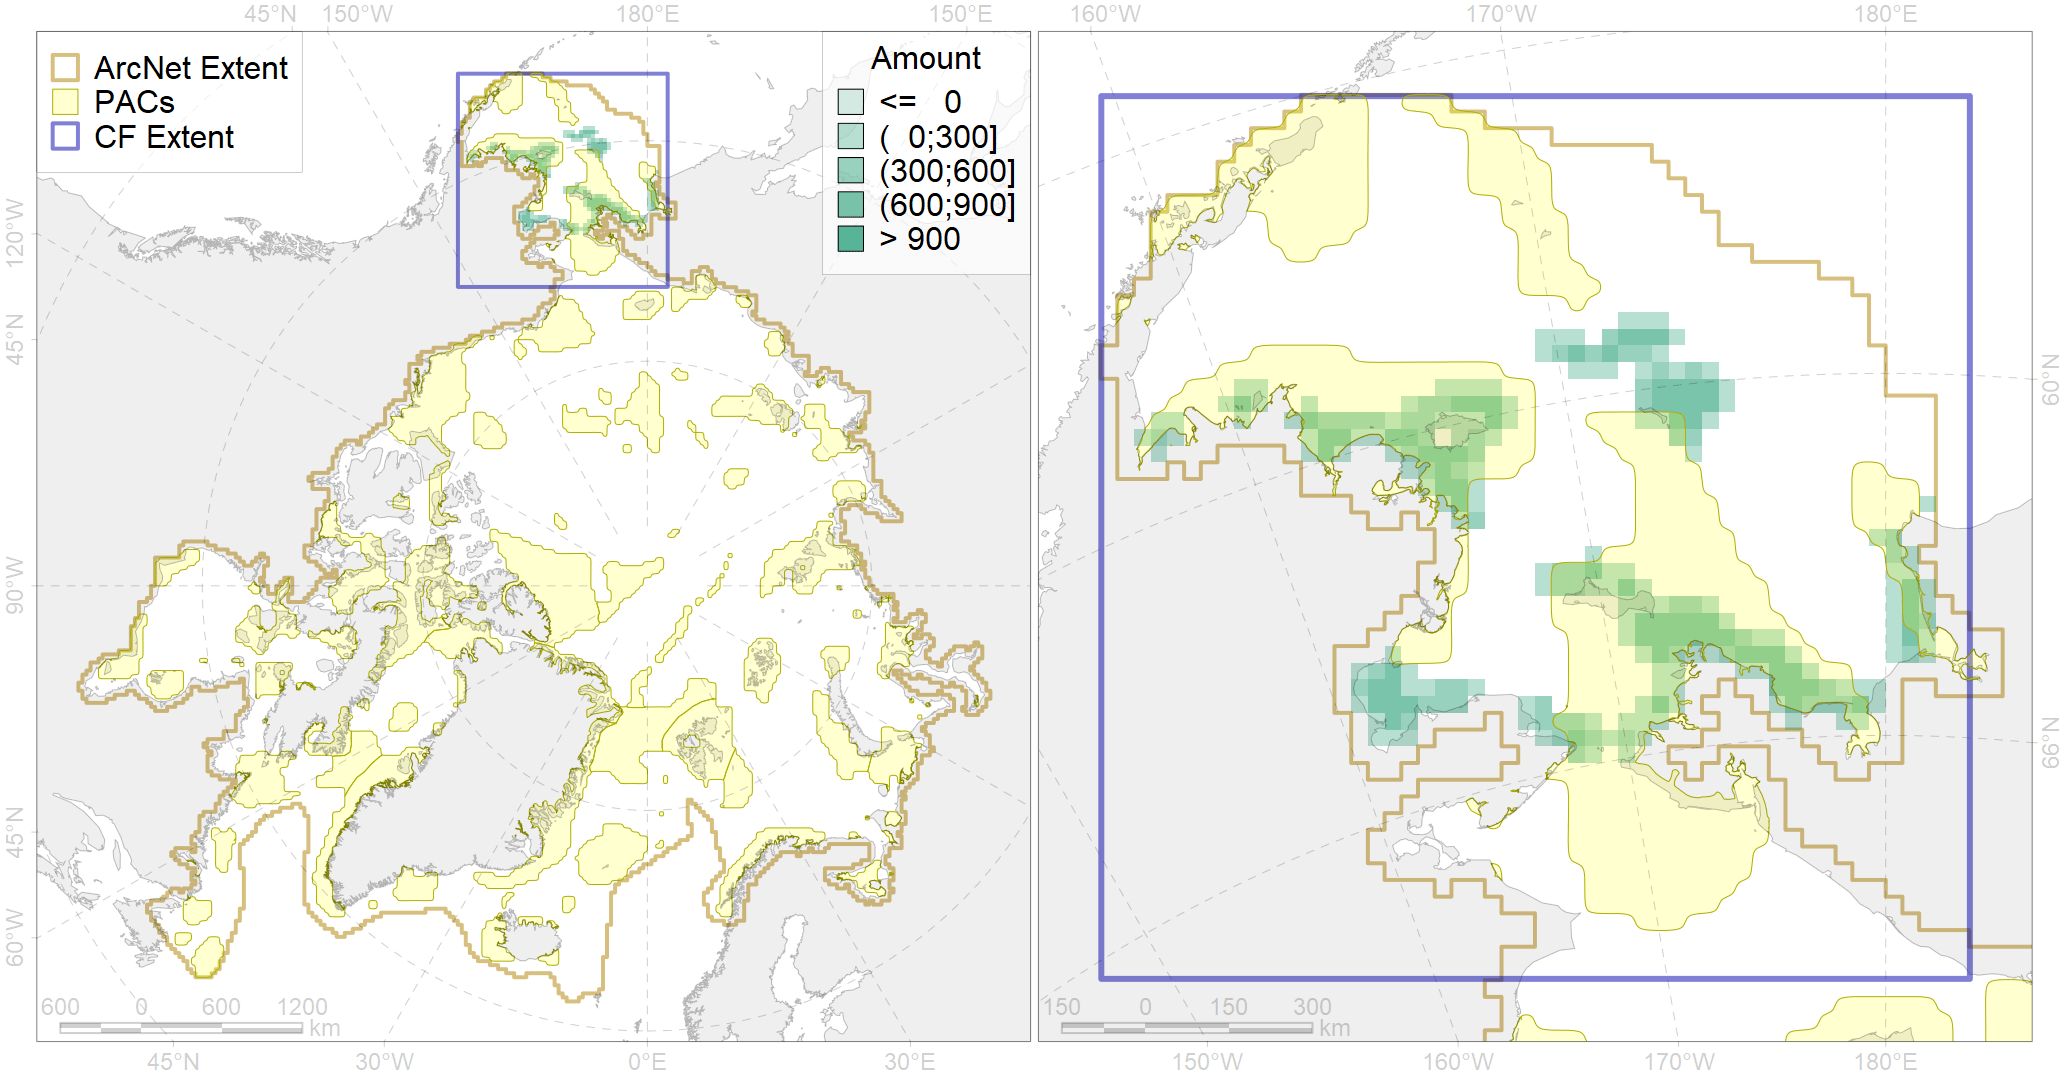 45°N 150°W 180°E 150°E 160°W 170°W 180°E
ArcNet Extent
PACs
CF Extent
Amount
<= 0
( 0;300]
(300;600]
(600;900]
> 900
120°W
45°N
90°W
45°W
60°W
60°N
66°N
600 0 600 1200
km
150 0 150 300
km
45°N 30°W 0°E 30°E 150°W 160°W 170°W 180°E